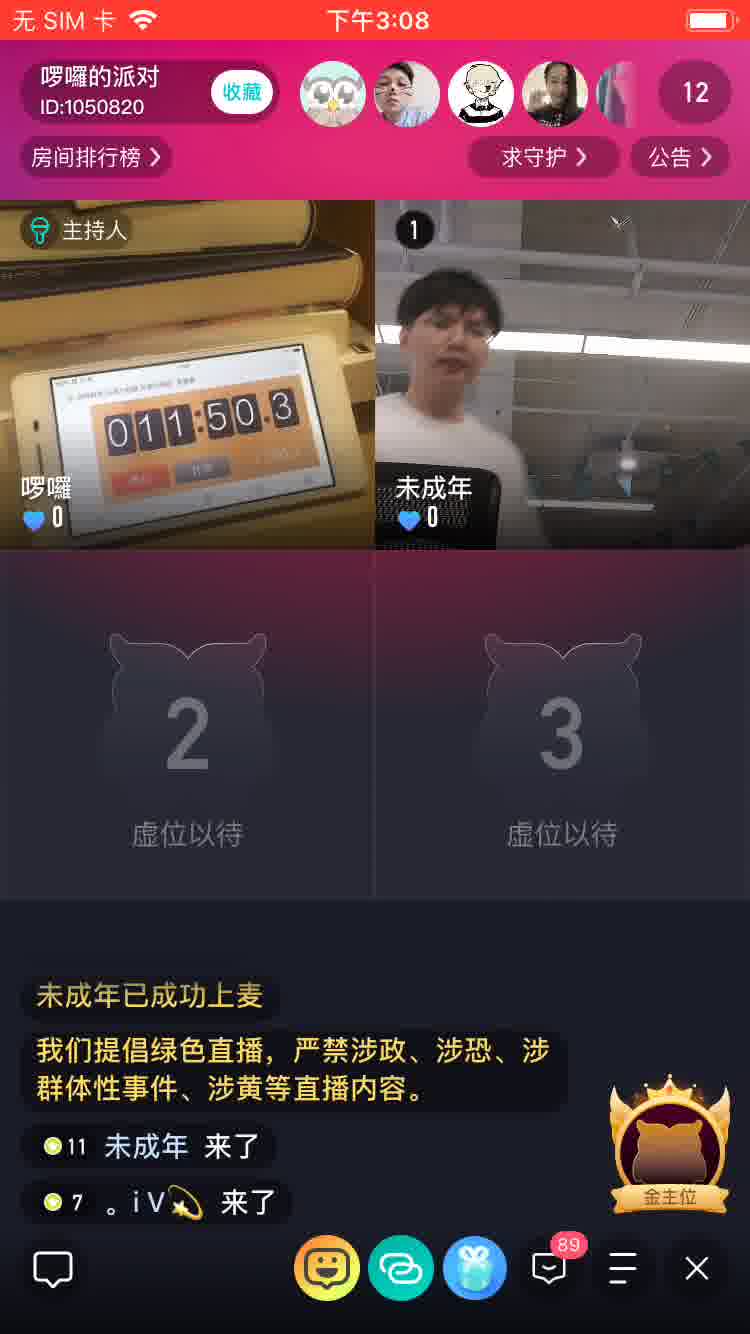 无 SIM 卡
下午3:08
啰囉的派对
ID:1050820
收藏
12
房间排行榜
求守护
公告
主持人
1
011:50.3
啰囉
0
未成年
0
2
虚位以待
3
虚位以待
未成年已成功上麦
我们提倡绿色直播，严禁涉政、涉恐、涉
群体性事件、涉黄等直播内容。
11 未成年 来了
7 。iV💫 来了
金主位
89